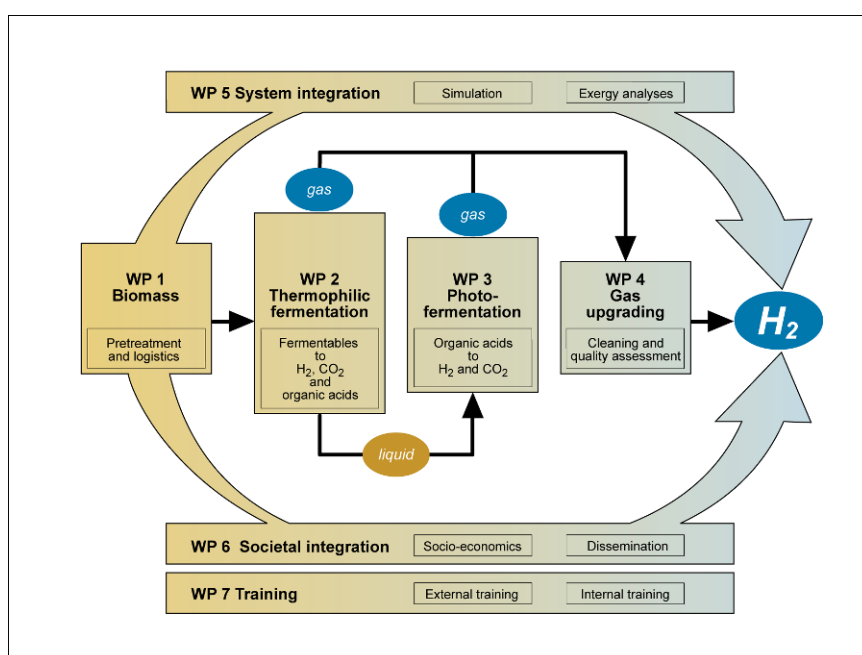 WP 5 System integration
Simulation
Exergy analyses
gas
gas
WP 1
Biomass
Pretreatment
and logistics
WP 2
Thermophilic
fermentation
Fermentables
to
H₂, CO₂
and
organic acids
WP 3
Photo-
fermentation
Organic acids
to
H₂ and CO₂
WP 4
Gas
upgrading
Cleaning and
quality assessment
H₂
liquid
WP 6 Societal integration
Socio-economics
Dissemination
WP 7 Training
External training
Internal training